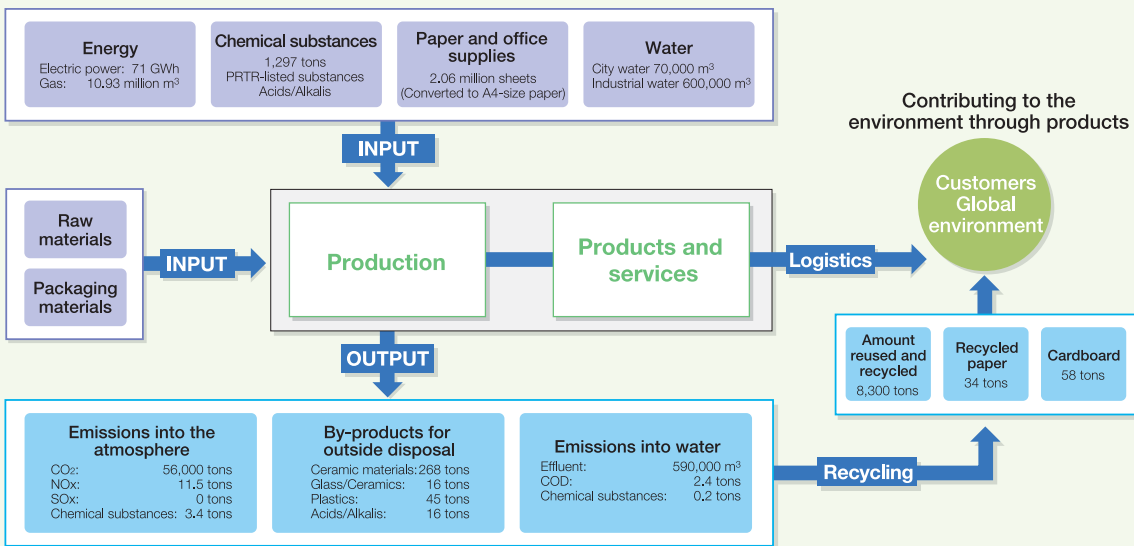 Energy
Electric power: 71 GWh
Gas: 10.93 million m³
Chemical substances
1,297 tons
PRTR-listed substances
Acids/Alkalis
Paper and office
supplies
2.06 million sheets
(Converted to A4-size paper)
Water
City water 70,000 m³
Industrial water 600,000 m³
INPUT
Contributing to the
environment through products
Customers
Global
environment
Raw
materials
Packaging
materials
INPUT
Production
Products and
services
Logistics
OUTPUT
Amount
reused and
recycled
8,300 tons
Recycled
paper
34 tons
Cardboard
58 tons
Emissions into the
atmosphere
CO₂: 56,000 tons
NOx: 11.5 tons
SOx: 0 tons
Chemical substances: 3.4 tons
By-products for
outside disposal
Ceramic materials: 268 tons
Glass/Ceramics: 16 tons
Plastics: 45 tons
Acids/Alkalis: 16 tons
Emissions into water
Effluent: 590,000 m³
COD: 2.4 tons
Chemical substances: 0.2 tons
Recycling